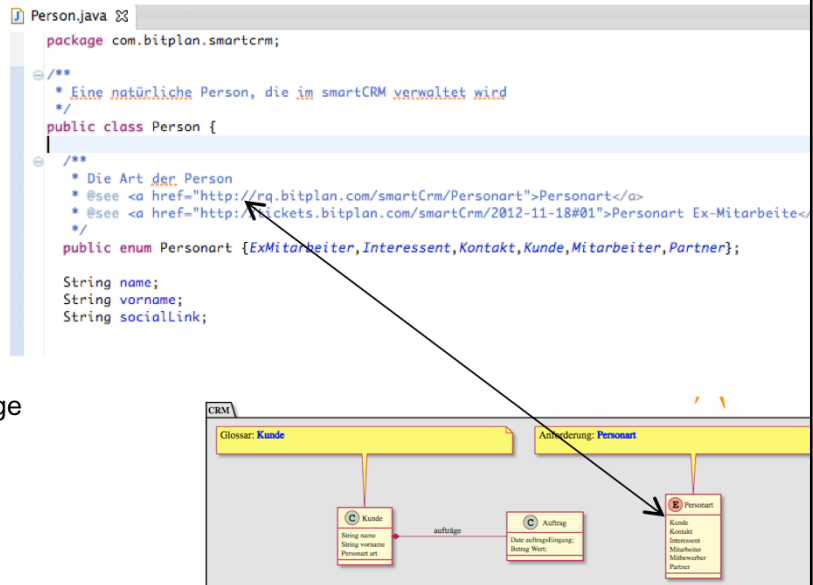 Person.java
package com.bitplan.smartcrm;
/**
* Eine natürliche Person, die im smartCRM verwaltet wird
*/
public class Person {
/**
* Die Art der Person
* @see <a href="http://rq.bitplan.com/smartCrm/Personart">Personart</a>
* @see <a href="http://tickets.bitplan.com/smartCrm/2012-11-18#01">Personart Ex-Mitarbeite</
*/
public enum Personart {ExMitarbeiter,Interessent,Kontakt,Kunde,Mitarbeiter,Partner};
String name;
String vorname;
String socialLink;
ge
CRM
Glossar: Kunde
Anforderung: Personart
C Kunde
String name
String vorname
Personart art
aufträge
C Auftrag
Date auftragsEingang;
Betrag Wert;
E Personart
Kunde
Kontakt
Interessent
Mitarbeiter
Mitbewerber
Partner